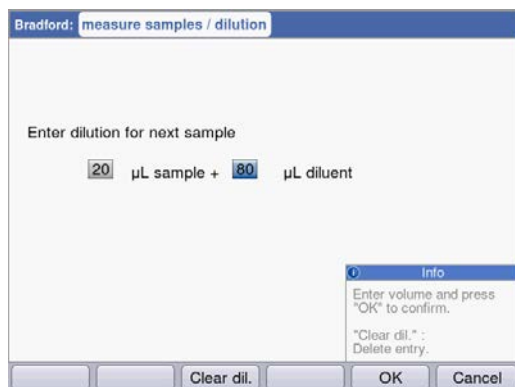 Bradford: measure samples / dilution
Enter dilution for next sample
20 µL sample + 80 µL diluent
Info
Enter volume and press
"OK" to confirm.
"Clear dil." :
Delete entry.
Clear dil. OK Cancel